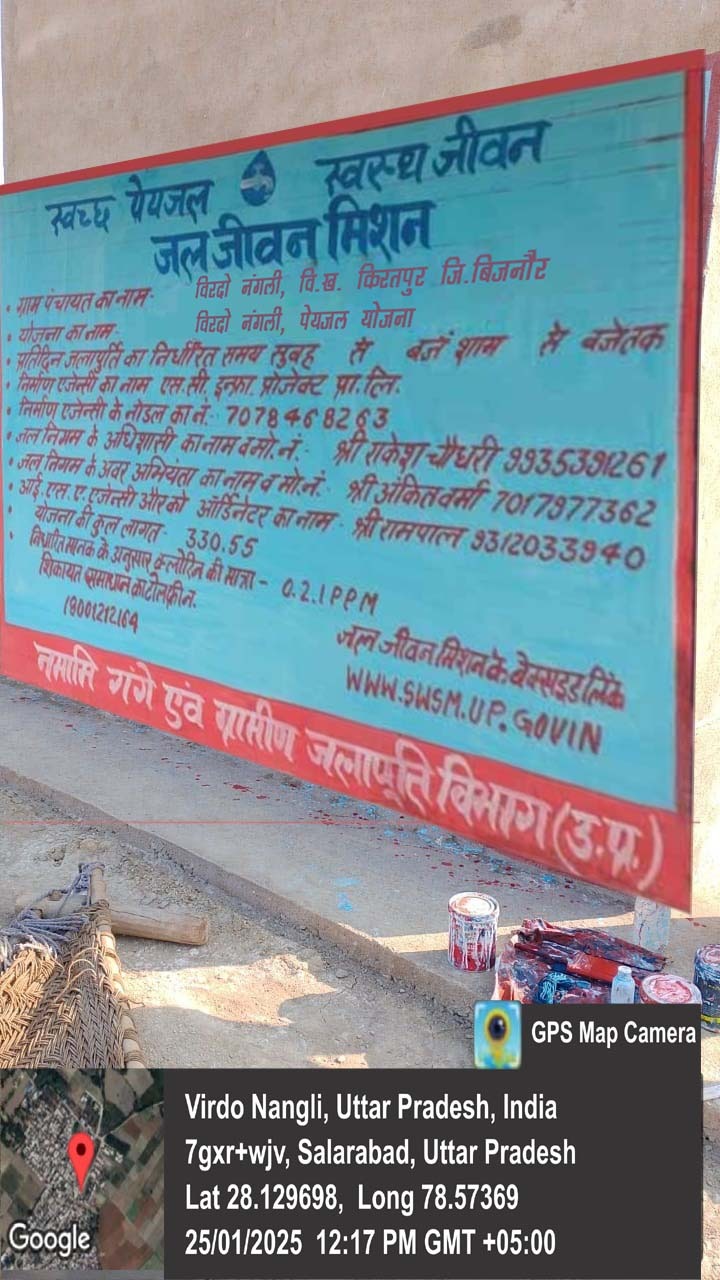 स्वच्छ पेयजल स्वस्थ जीवन
जल जीवन मिशन
• ग्राम पंचायत का नाम- विरदो नंगली, वि.ख. किरतपुर जि.बिजनौर
• योजना का नाम- विरदो नंगली, पेयजल योजना
• प्रतिदिन जलापूर्ति का निर्धारित समय सुबह से बजे शाम से बजे तक
• निर्माण एजेन्सी का नाम एस.सी. इन्फ्रा. प्रोजेक्ट प्रा.लि.
• निर्माण एजेन्सी के नोडल का नं. 7078468263
• जल निगम के अधिशासी का नाम व मो.नं.- श्री राकेश चौधरी 9935391261
• जल निगम के अवर अभियता का नाम व मो.नं.- श्री अंकित वर्मा 7017977362
• आई.एस.ए.एजेन्सी और को ऑर्डिनेटर का नाम- श्री रामपाल 9312033940
• योजना की कुल लागत- 330.55
• निर्धारित मानक के अनुसार क्लोरिन की मात्रा - 0.2.1 PPM
शिकायत समाधान का टोल फ्रीन.
18001212164
जल जीवन मिशन के वेबसइड लिंक
WWW.SWSM.UP.GOVIN
नमामि गंगे एवं ग्रामीण जलापूर्ति विभाग (उ.प्र.)
GPS Map Camera
Virdo Nangli, Uttar Pradesh, India
7gxr+wjv, Salarabad, Uttar Pradesh
Lat 28.129698, Long 78.57369
25/01/2025 12:17 PM GMT +05:00
Google